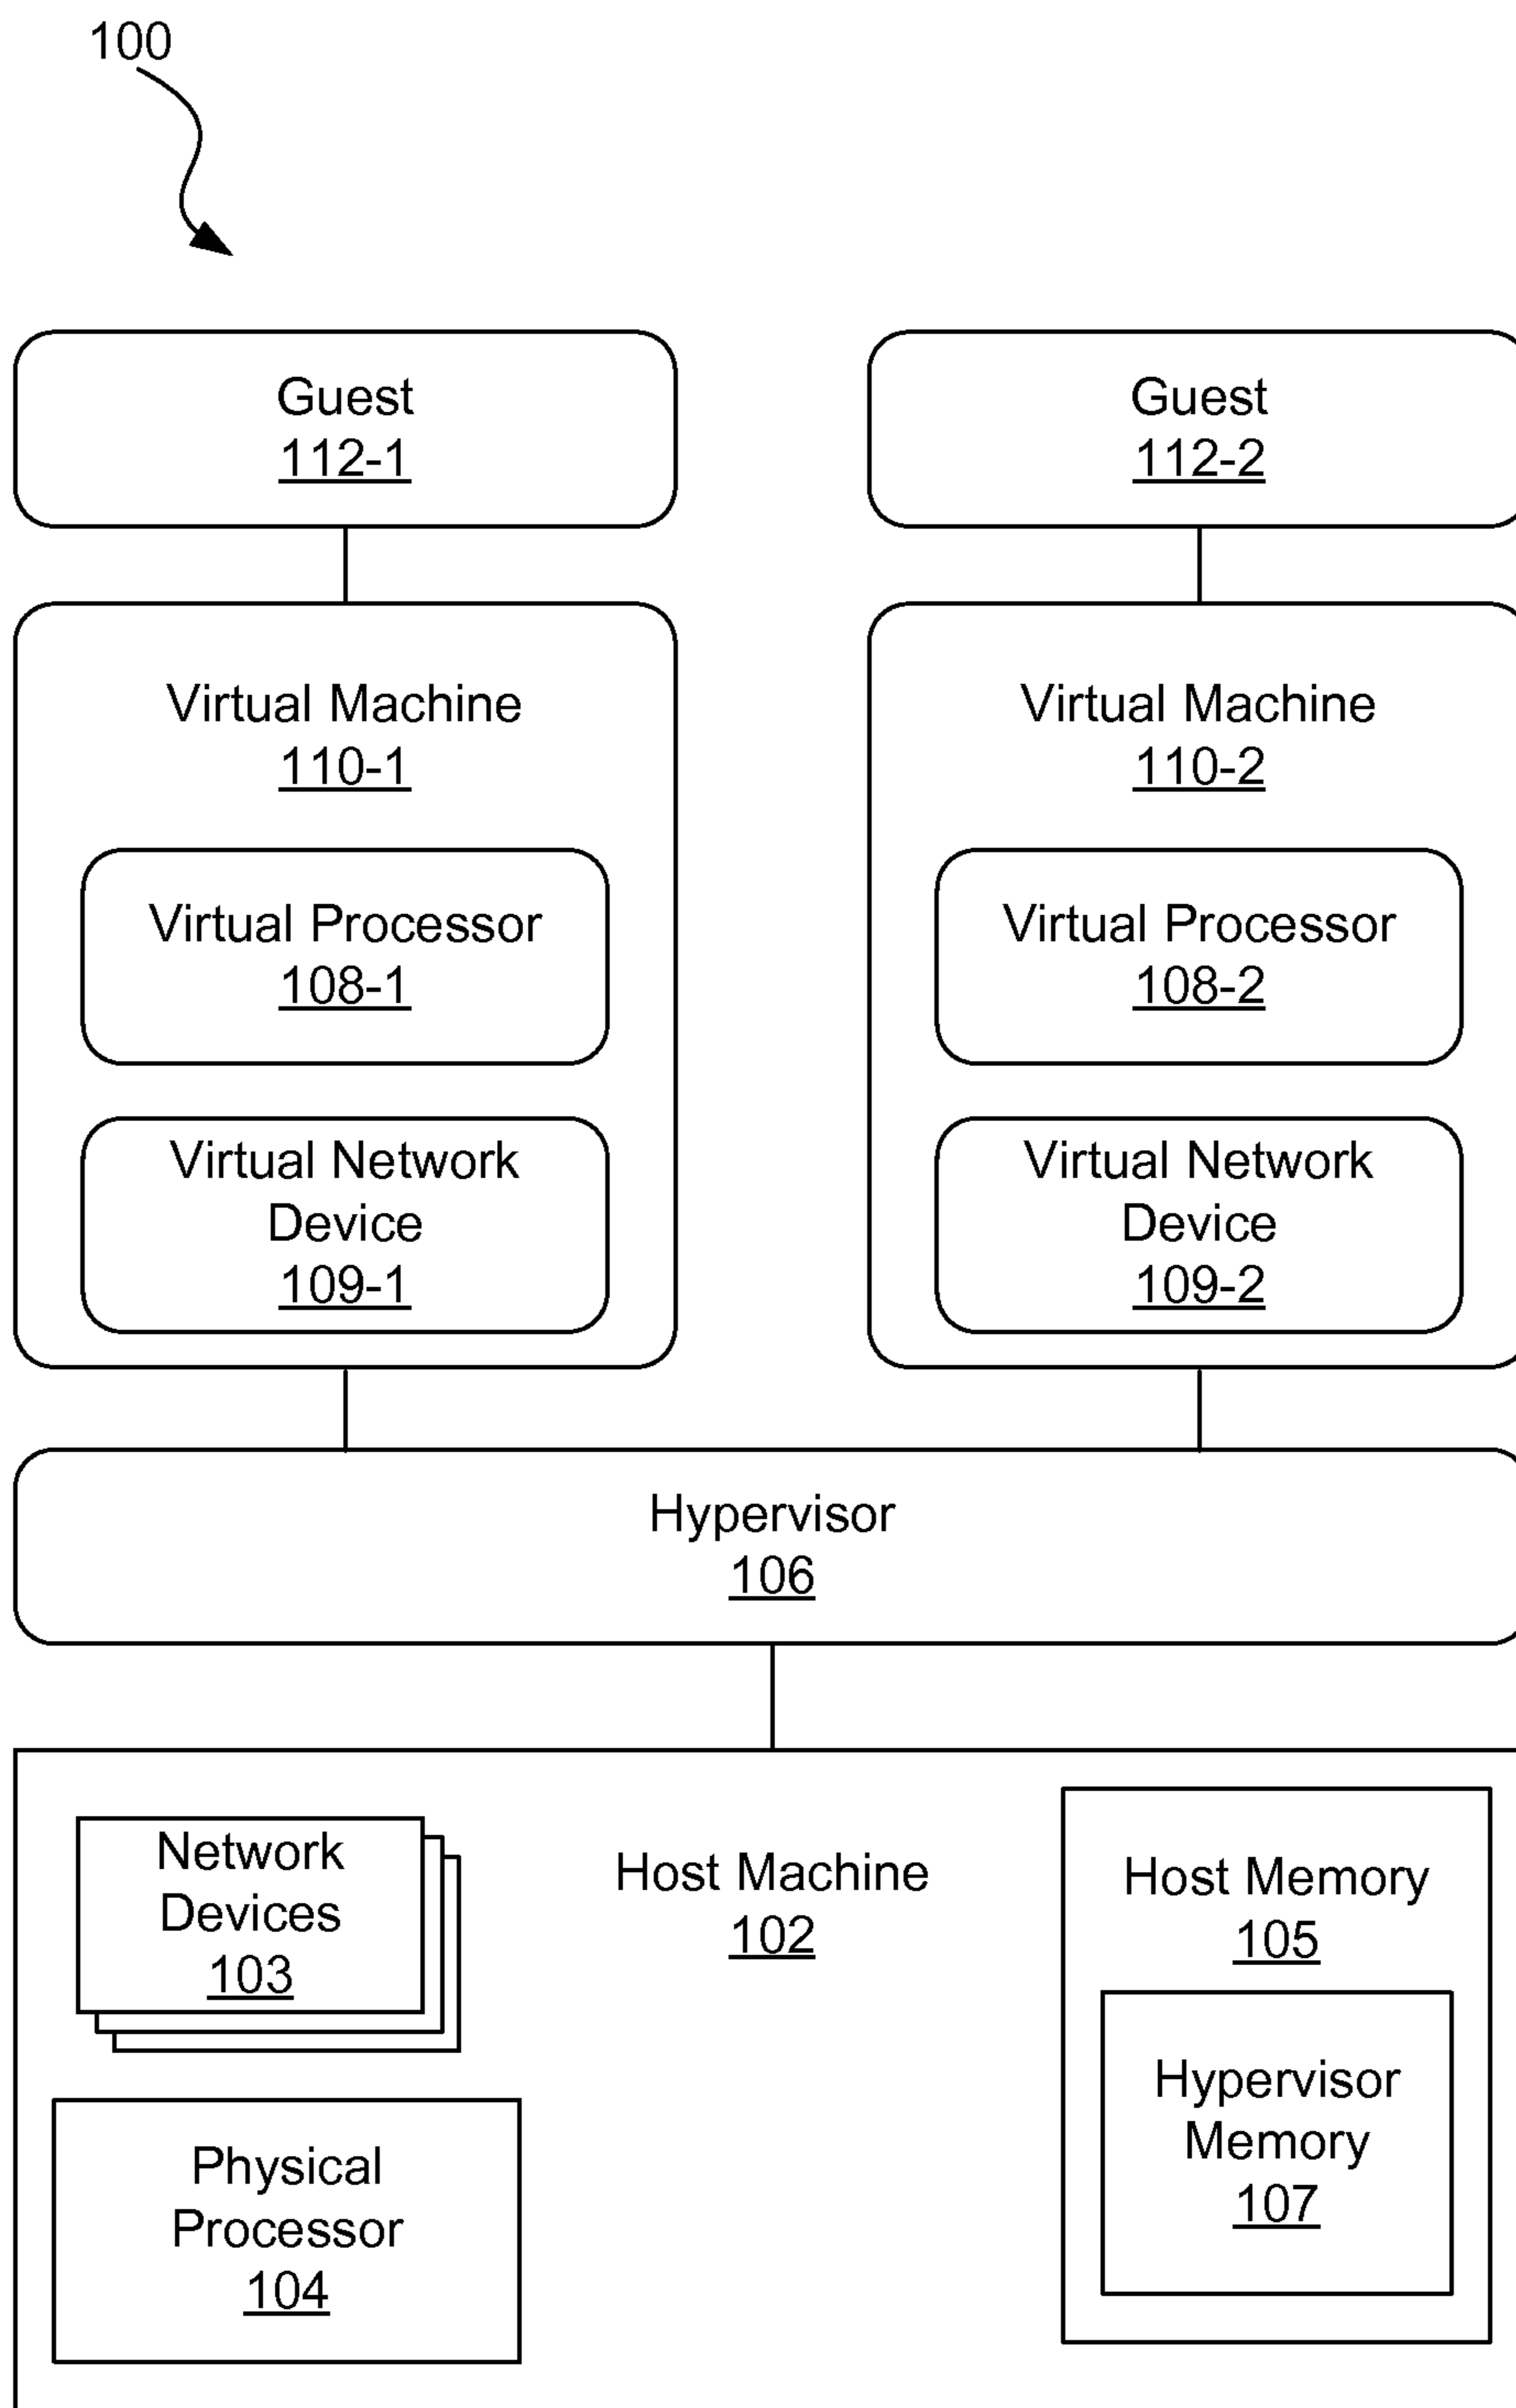 100
Guest
112-1
Guest
112-2
Virtual Machine
110-1
Virtual Processor
108-1
Virtual Network
Device
109-1
Virtual Machine
110-2
Virtual Processor
108-2
Virtual Network
Device
109-2
Hypervisor
106
Network
Devices
103
Physical
Processor
104
Host Machine
102
Host Memory
105
Hypervisor
Memory
107